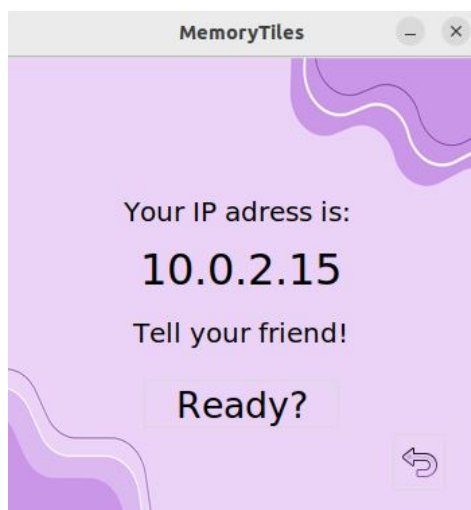 MemoryTiles
Your IP adress is:
10.0.2.15
Tell your friend!
Ready?